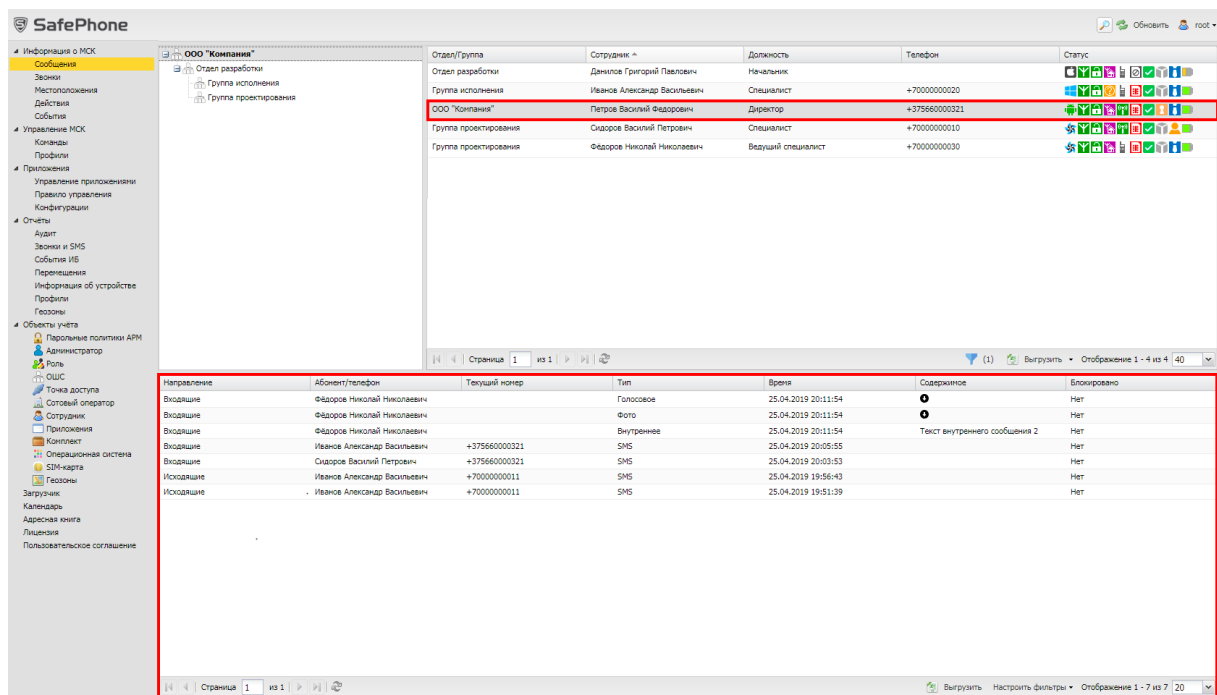 SafePhone
Обновить root
Информация о МСК
Сообщения
Звонки
Местоположения
Действия
События
Управление МСК
Команды
Профили
Приложения
Управление приложениями
Правило управления
Конфигурации
Отчёты
Аудит
Звонки и SMS
События ИБ
Перемещения
Информация об устройстве
Профили
Геозоны
Объекты учёта
Парольные политики АРМ
Администратор
Роль
ОШС
Точка доступа
Сотовый оператор
Сотрудник
Приложения
Комплект
Операционная система
SIM-карта
Геозоны
Загрузчик
Календарь
Адресная книга
Лицензия
Пользовательское соглашение
ООО "Компания"
Отдел разработки
Группа исполнения
Группа проектирования
Отдел/Группа Сотрудник Должность Телефон Статус
Отдел разработки Данилов Григорий Павлович Начальник
Группа исполнения Иванов Александр Васильевич Специалист +70000000020
ООО "Компания" Петров Василий Федорович Директор +375660000321
Группа проектирования Сидоров Василий Петрович Специалист +70000000010
Группа проектирования Фёдоров Николай Николаевич Ведущий специалист +70000000030
Страница 1 из 1 (1) Выгрузить Отображение 1 - 4 из 4 40
Направление Абонент/телефон Текущий номер Тип Время Содержимое Блокировано
Входящие Фёдоров Николай Николаевич Голосовое 25.04.2019 20:11:54 Нет
Входящие Фёдоров Николай Николаевич Фото 25.04.2019 20:11:54 Нет
Входящие Фёдоров Николай Николаевич Внутреннее 25.04.2019 20:11:54 Текст внутреннего сообщения 2 Нет
Входящие Иванов Александр Васильевич +375660000321 SMS 25.04.2019 20:05:55 Нет
Входящие Сидоров Василий Петрович +375660000321 SMS 25.04.2019 20:03:53 Нет
Исходящие Иванов Александр Васильевич +70000000011 SMS 25.04.2019 19:56:43 Нет
Исходящие Иванов Александр Васильевич +70000000011 SMS 25.04.2019 19:51:39 Нет
Страница 1 из 1 Выгрузить Настроить фильтры Отображение 1 - 7 из 7 20